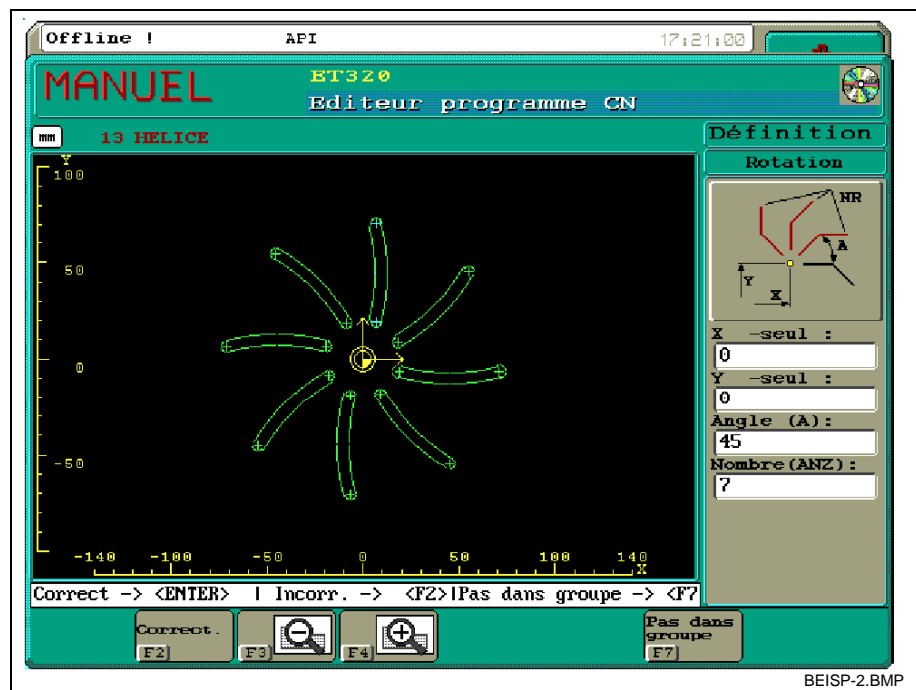 Offline ! API 17:21:00
MANUEL
ET320
Editeur programme CN
mm 13 HELICE
Définition
Rotation
NR
A
Y
X
X -seul :
0
Y -seul :
0
Angle (A):
45
Nombre(ANZ):
7
Y
100
50
0
-50
-140 -100 -50 0 50 100 140
X
Correct -> <ENTER> | Incorr. -> <F2>|Pas dans groupe -> <F7
Correct.
F2
F3
F4
Pas dans
groupe
F7
BEISP-2.BMP